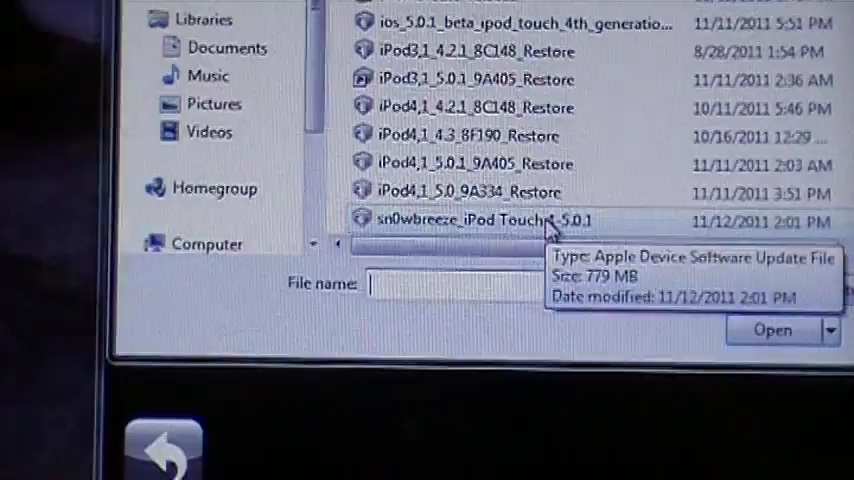 Libraries
Documents
Music
Pictures
Videos
Homegroup
Computer
ios_5.0.1_beta_ipod_touch_4th_generatio... 11/11/2011 5:51 PM
iPod3,1_4.2.1_8C148_Restore 8/28/2011 1:54 PM
iPod3,1_5.0.1_9A405_Restore 11/11/2011 2:36 AM
iPod4,1_4.2.1_8C148_Restore 10/11/2011 5:46 PM
iPod4,1_4.3_8F190_Restore 10/16/2011 12:29 ...
iPod4,1_5.0.1_9A405_Restore 11/11/2011 2:03 AM
iPod4,1_5.0_9A334_Restore 11/11/2011 3:51 PM
sn0wbreeze_iPod Touch 4-5.0.1 11/12/2011 2:01 PM
Type: Apple Device Software Update File
Size: 779 MB
Date modified: 11/12/2011 2:01 PM
File name:
Open